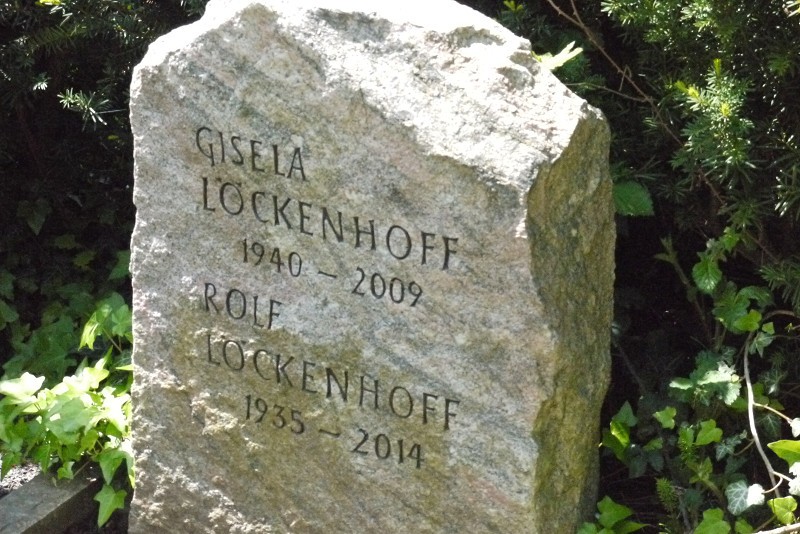 GISELA
LÖCKENHOFF
1940 – 2009
ROLF
LÖCKENHOFF
1935 – 2014